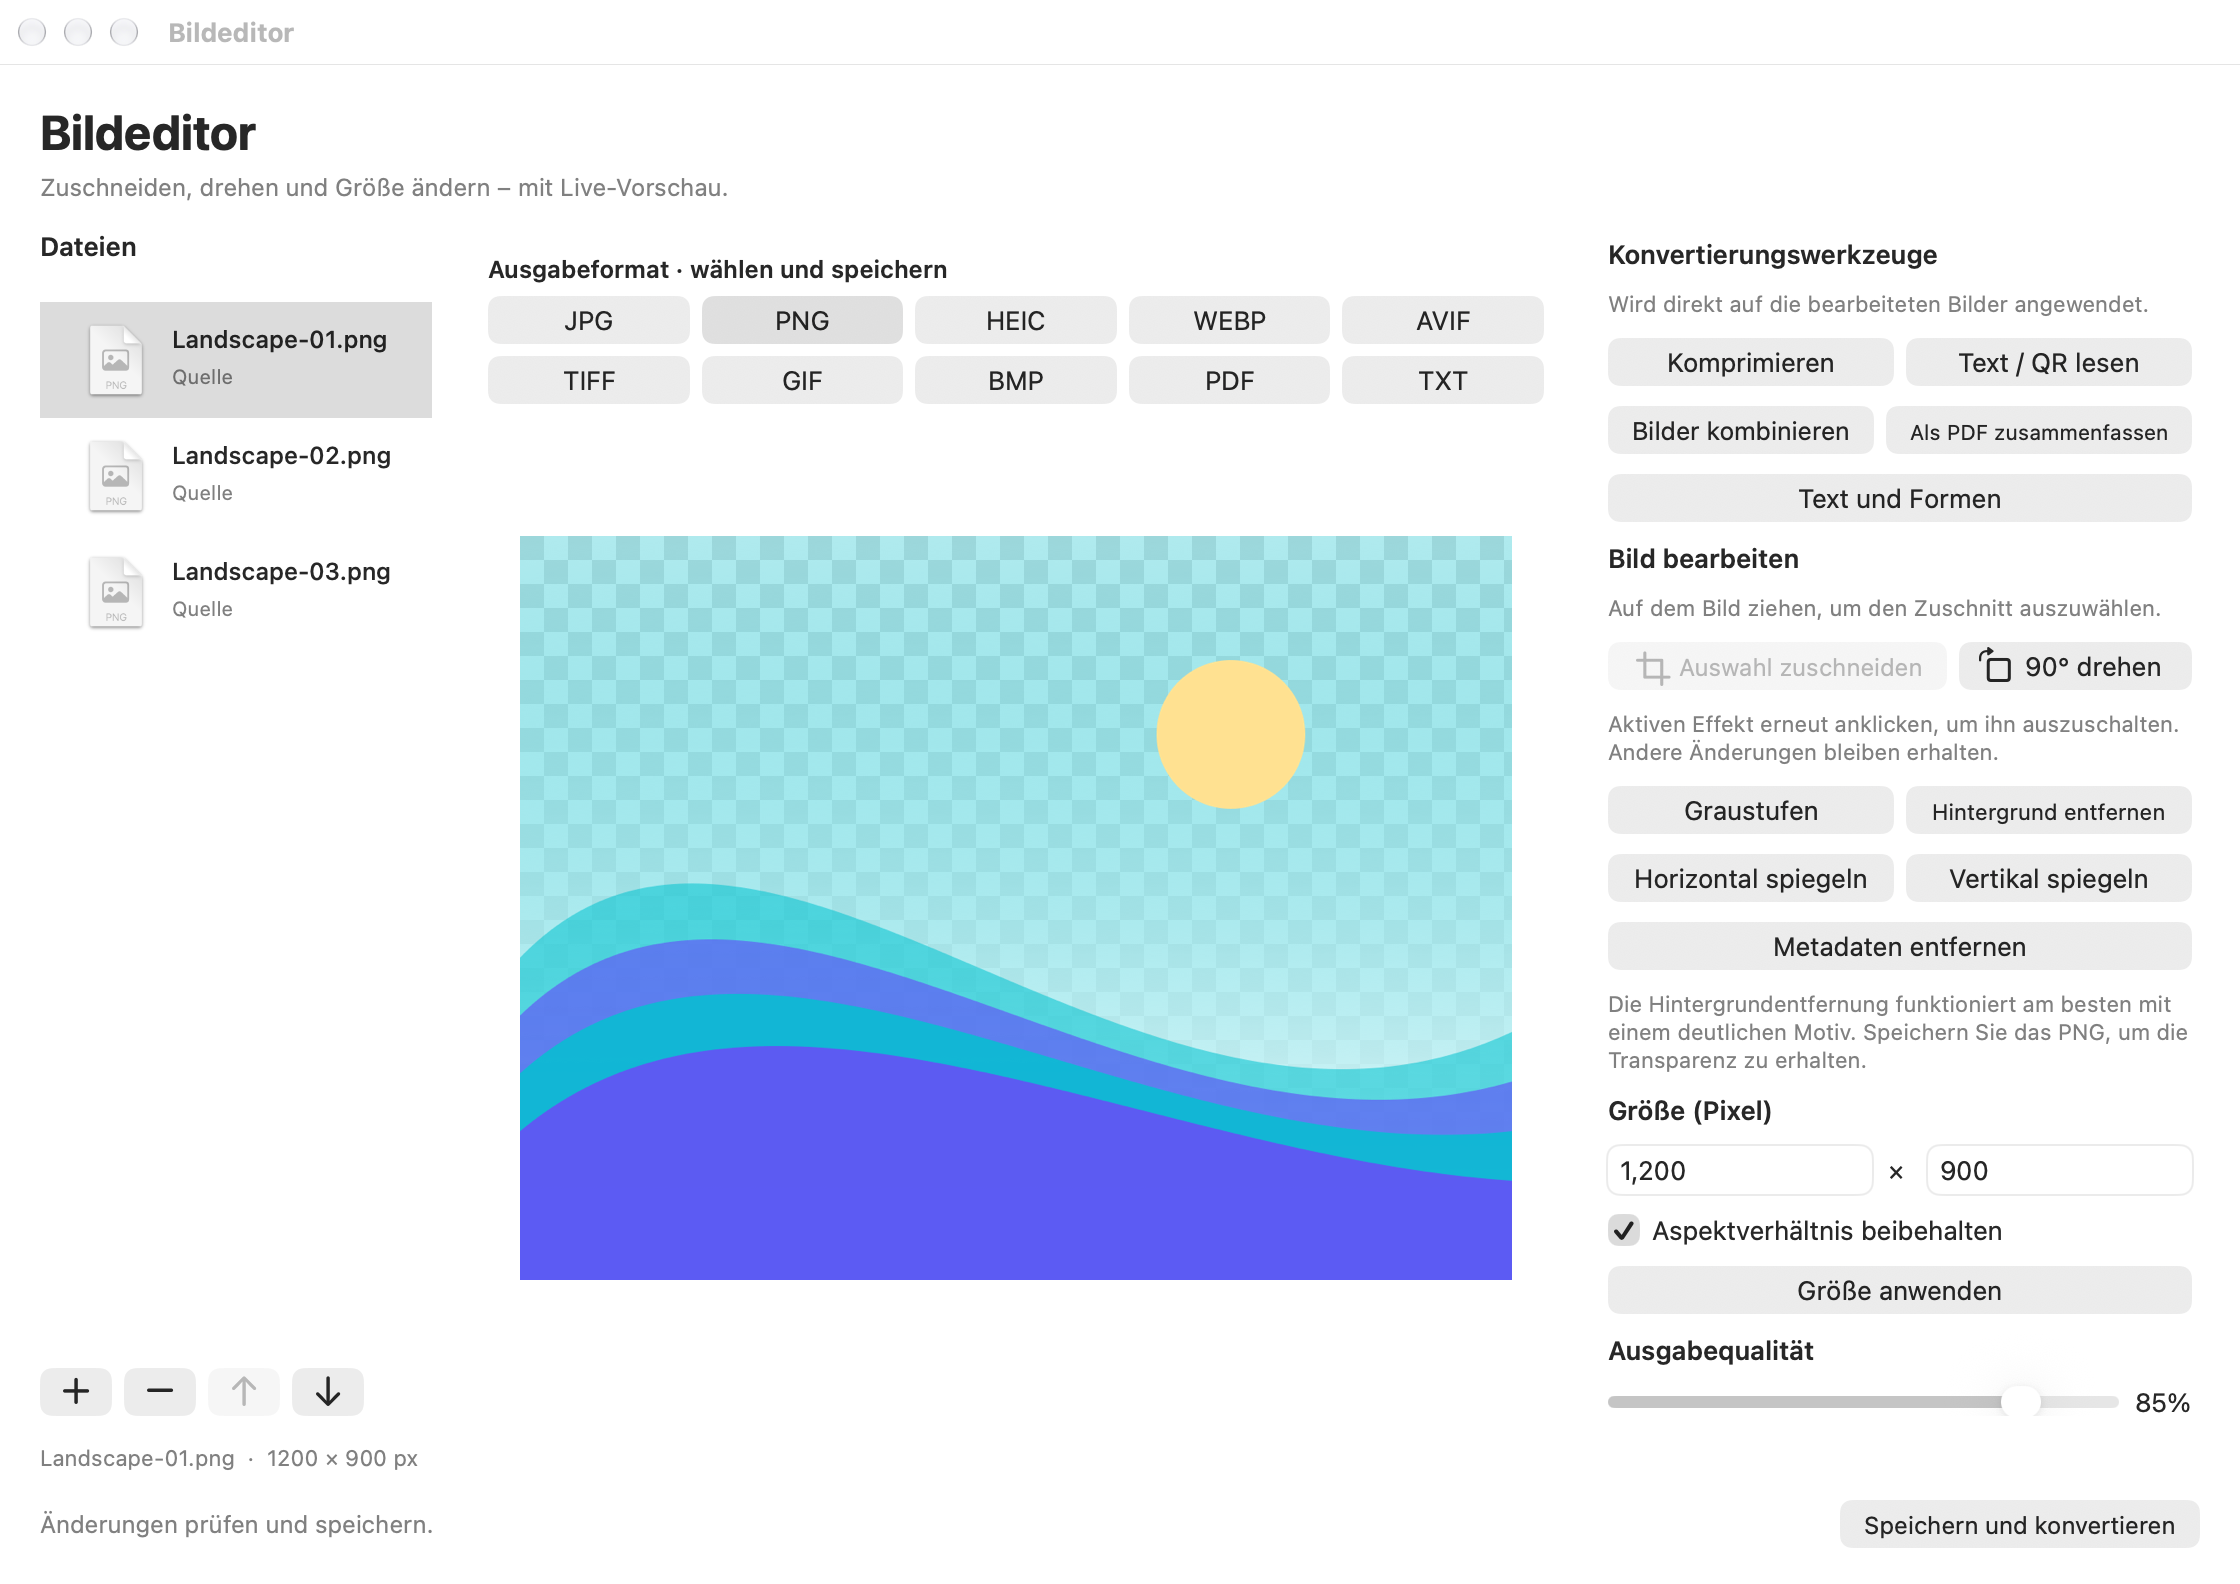 Bildeditor
Bildeditor
Zuschneiden, drehen und Größe ändern – mit Live-Vorschau.
Dateien
PNG
Landscape-01.png
Quelle
PNG
Landscape-02.png
Quelle
PNG
Landscape-03.png
Quelle
Ausgabeformat · wählen und speichern
JPG PNG HEIC WEBP AVIF
TIFF GIF BMP PDF TXT
Konvertierungswerkzeuge
Wird direkt auf die bearbeiteten Bilder angewendet.
Komprimieren Text / QR lesen
Bilder kombinieren Als PDF zusammenfassen
Text und Formen
Bild bearbeiten
Auf dem Bild ziehen, um den Zuschnitt auszuwählen.
Auswahl zuschneiden 90° drehen
Aktiven Effekt erneut anklicken, um ihn auszuschalten.
Andere Änderungen bleiben erhalten.
Graustufen Hintergrund entfernen
Horizontal spiegeln Vertikal spiegeln
Metadaten entfernen
Die Hintergrundentfernung funktioniert am besten mit
einem deutlichen Motiv. Speichern Sie das PNG, um die
Transparenz zu erhalten.
Größe (Pixel)
1,200 × 900
Aspektverhältnis beibehalten
Größe anwenden
Ausgabequalität
85%
Landscape-01.png · 1200 × 900 px
Änderungen prüfen und speichern.
Speichern und konvertieren